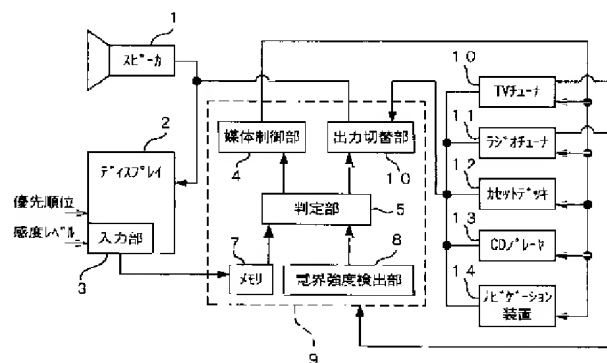 1
スピーカ
2
ディスプレイ
優先順位
感度レベル
入力部
3
媒体制御部
4
出力切替部
10
判定部
5
7
メモリ
8
電界強度検出部
9
10
TVチューナ
11
ラジオチューナ
12
カセットデッキ
13
CDプレーヤ
14
ナビゲーション
装置